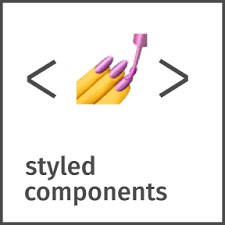 < >
styled
components